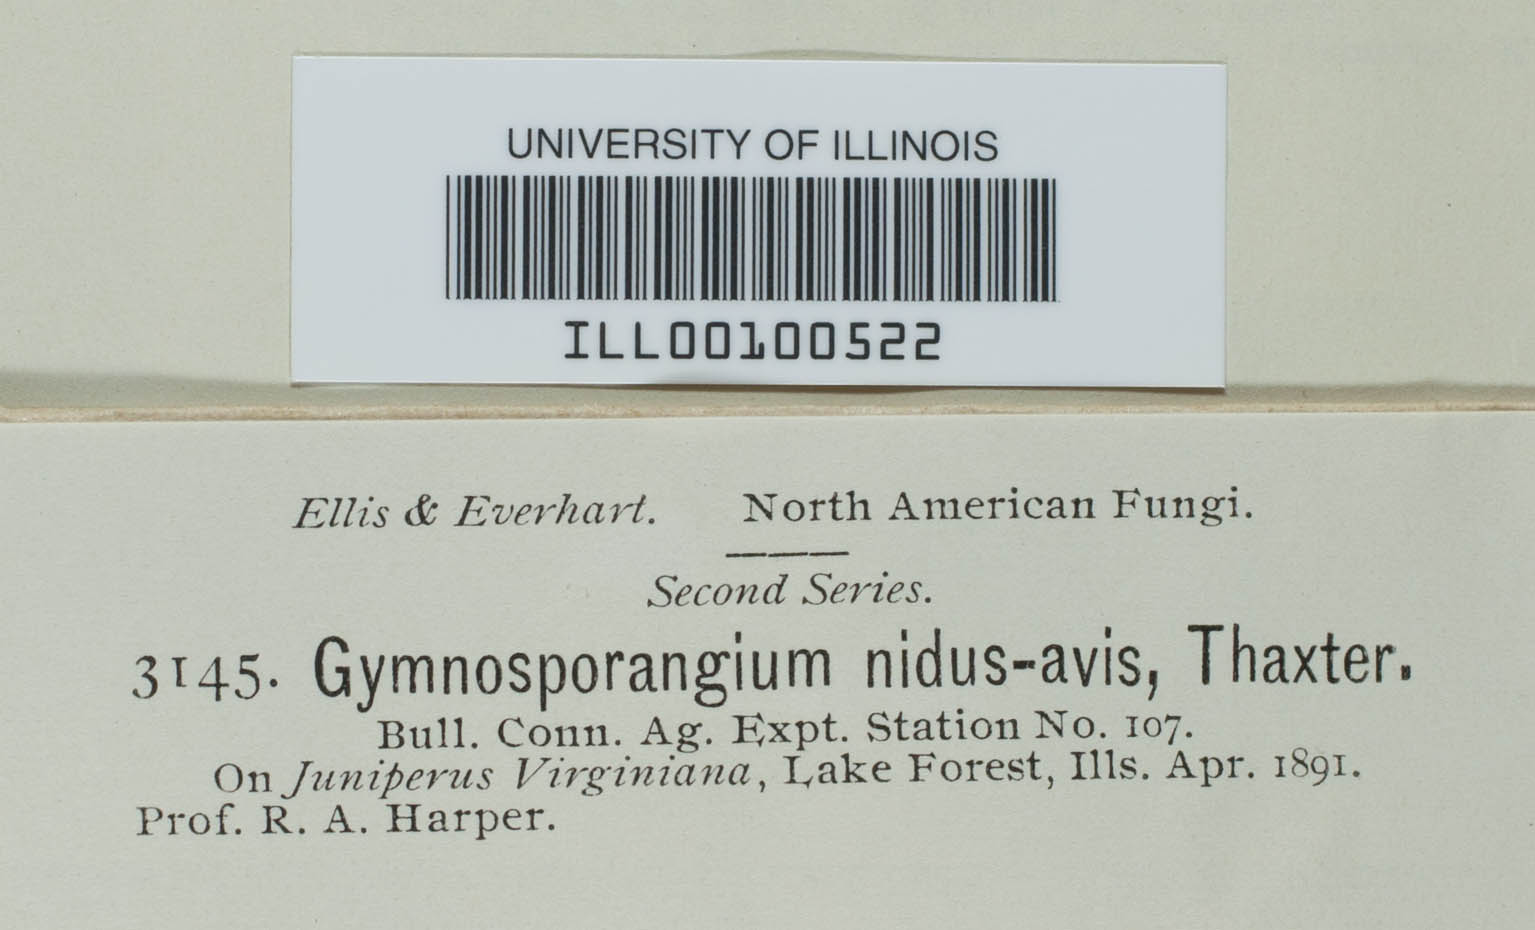 UNIVERSITY OF ILLINOIS
ILL00100522
Ellis & Everhart. North American Fungi.
Second Series.
3145. Gymnosporangium nidus-avis, Thaxter.
Bull. Conn. Ag. Expt. Station No. 107.
On Juniperus Virginiana, Lake Forest, Ills. Apr. 1891.
Prof. R. A. Harper.